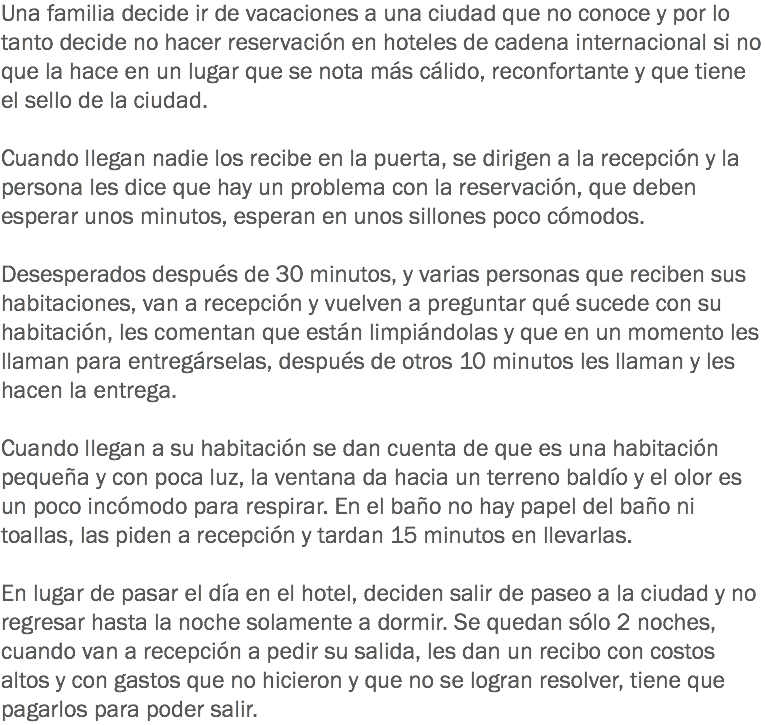 Una familia decide ir de vacaciones a una ciudad que no conoce y por lo
tanto decide no hacer reservación en hoteles de cadena internacional si no
que la hace en un lugar que se nota más cálido, reconfortante y que tiene
el sello de la ciudad.

Cuando llegan nadie los recibe en la puerta, se dirigen a la recepción y la
persona les dice que hay un problema con la reservación, que deben
esperar unos minutos, esperan en unos sillones poco cómodos.

Desesperados después de 30 minutos, y varias personas que reciben sus
habitaciones, van a recepción y vuelven a preguntar qué sucede con su
habitación, les comentan que están limpiándolas y que en un momento les
llaman para entregárselas, después de otros 10 minutos les llaman y les
hacen la entrega.

Cuando llegan a su habitación se dan cuenta de que es una habitación
pequeña y con poca luz, la ventana da hacia un terreno baldío y el olor es
un poco incómodo para respirar. En el baño no hay papel del baño ni
toallas, las piden a recepción y tardan 15 minutos en llevarlas.

En lugar de pasar el día en el hotel, deciden salir de paseo a la ciudad y no
regresar hasta la noche solamente a dormir. Se quedan sólo 2 noches,
cuando van a recepción a pedir su salida, les dan un recibo con costos
altos y con gastos que no hicieron y que no se logran resolver, tiene que
pagarlos para poder salir.